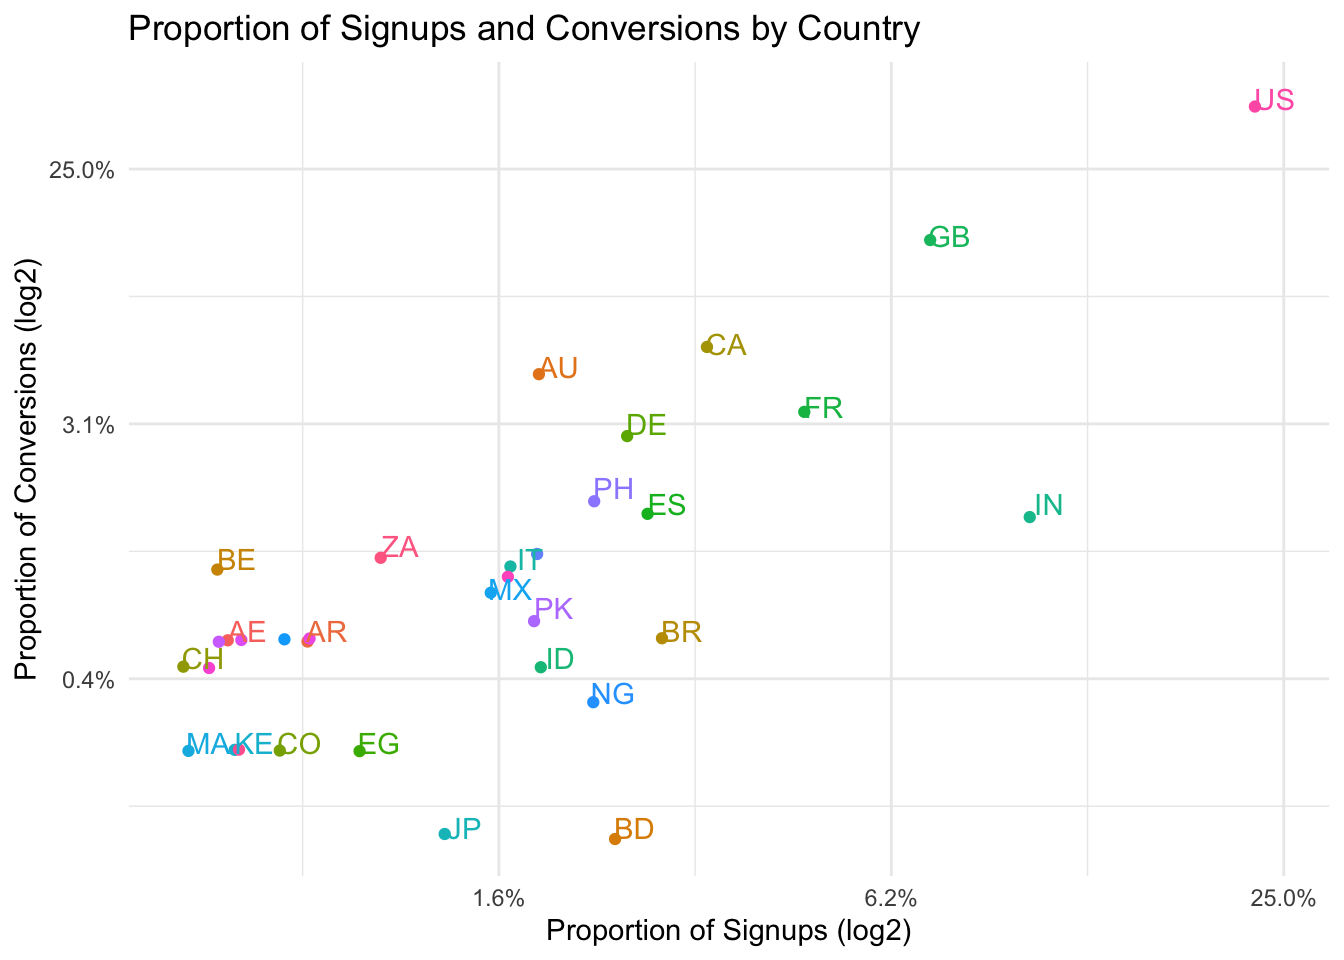 Proportion of Signups and Conversions by Country
US
25.0%
GB
CA
AU
FR
3.1%
DE
PH
ES
IN
ZA
BE
IT
MX
PK
AE
AR
BR
CH
ID
0.4%
NG
MA
KE
CO
EG
JP
BD
1.6%
6.2%
25.0%
Proportion of Signups (log2)
Proportion of Conversions (log2)